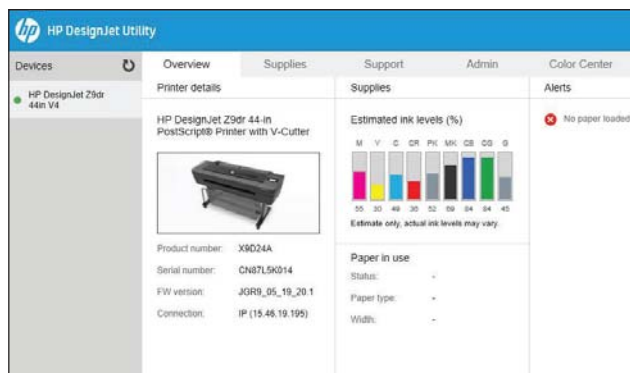 hp HP DesignJet Utility
Devices
HP DesignJet Z9dr
44in V4
Overview Supplies Support Admin Color Center
Printer details
HP DesignJet Z9dr 44-in
PostScript® Printer with V-Cutter
Product number: X9D24A
Serial number: CN87L5K014
FW version: JGR9_05_19_20.1
Connection: IP (15.46.19.195)
Supplies
Estimated ink levels (%)
M Y C CR PK MK CB CG G
55 30 49 36 52 69 84 84 45
Estimate only, actual ink levels may vary.
Paper in use
Status: -
Paper type: -
Width: -
Alerts
No paper loaded